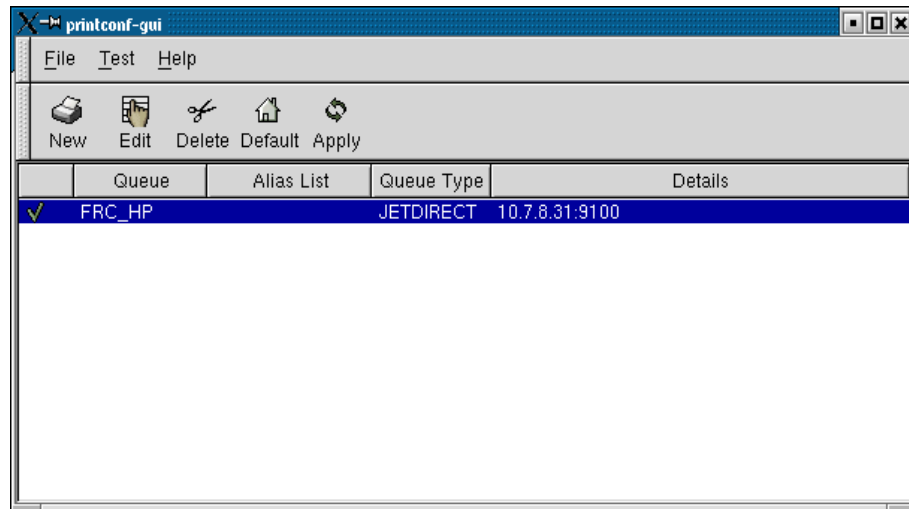 printconf-gui
File Test Help
New Edit Delete Default Apply
Queue Alias List Queue Type Details
FRC_HP JETDIRECT 10.7.8.31:9100